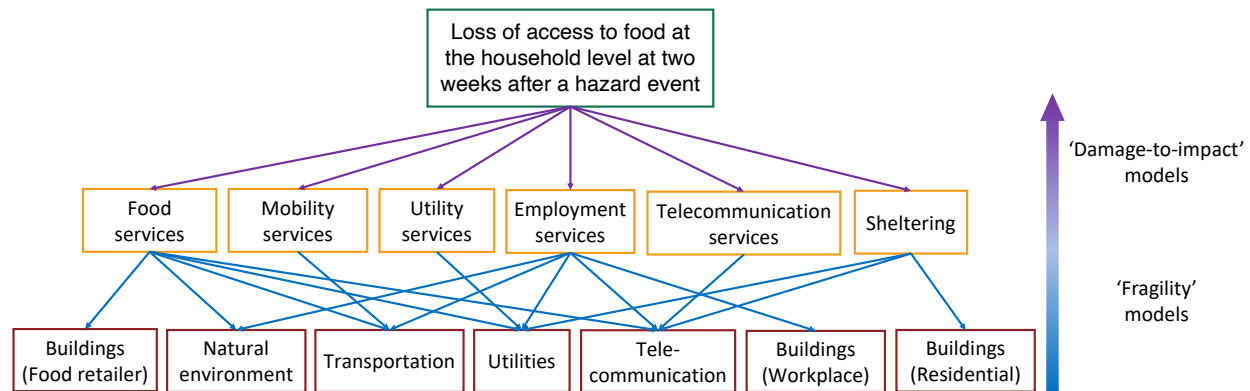 Loss of access to food at
the household level at two
weeks after a hazard event
'Damage-to-impact'
models
Food
services
Mobility
services
Utility
services
Employment
services
Telecommunication
services
Sheltering
'Fragility'
models
Buildings
(Food retailer)
Natural
environment
Transportation
Utilities
Tele-
communication
Buildings
(Workplace)
Buildings
(Residential)